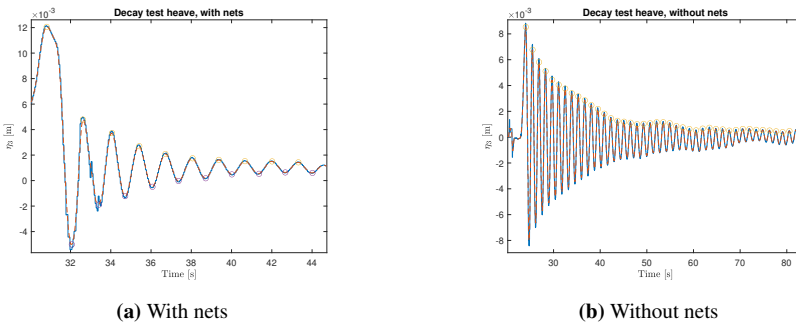 Decay test heave, with nets
×10⁻³
12
10
8
6
4
2
0
-2
-4
η₃ [m]
32 34 36 38 40 42 44
Time [s]
(a) With nets
Decay test heave, without nets
×10⁻³
8
6
4
2
0
-2
-4
-6
-8
η₃ [m]
30 40 50 60 70 80
Time [s]
(b) Without nets